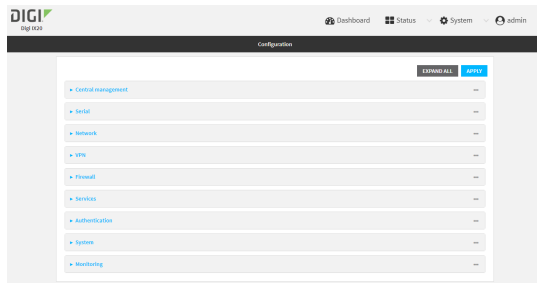 DIGI.
Digi IX20
Dashboard Status System admin
Configuration
EXPAND ALL APPLY
Central management
Serial
Network
VPN
Firewall
Services
Authentication
System
Monitoring